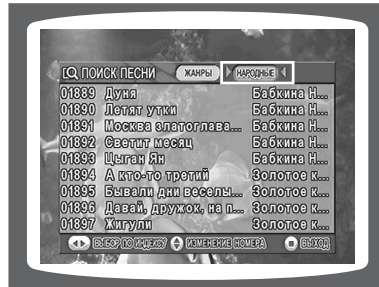 ПОИСК ПЕСНИ ЖАНРЫ НАРОДНЫЕ
01889 Дуня Бабкина Н...
01890 Летят утки Бабкина Н...
01891 Москва златоглава... Бабкина Н...
01892 Светит месяц Бабкина Н...
01893 Цыган Ян Бабкина Н...
01894 А кто-то третий Золотое к...
01895 Бывали дни веселы... Золотое к...
01896 Давай, дружок, на п... Золотое к...
01897 Жигули Золотое к...
ВЫБОР ПО ИНДЕКСУ ИЗМЕНЕНИЕ НОМЕРА ВЫХОД